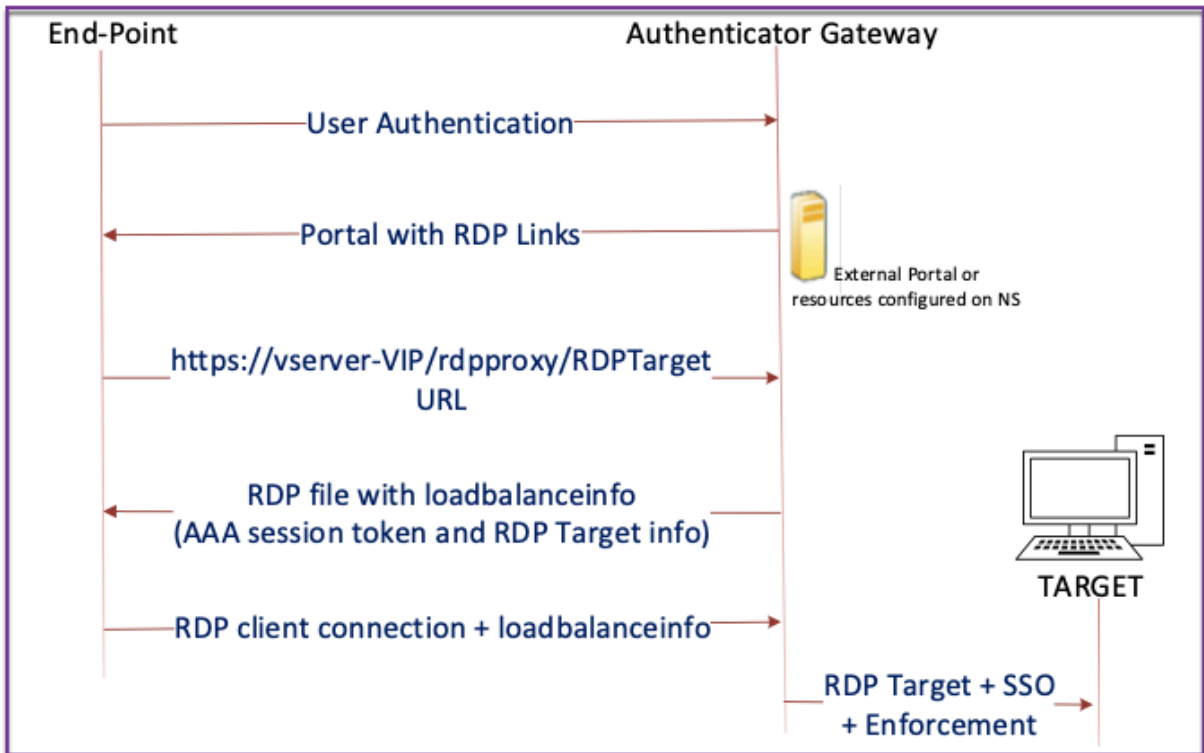 End-Point
Authenticator Gateway
User Authentication
Portal with RDP Links
External Portal or
resources configured on NS
https://vserver-VIP/rdpproxy/RDPTarget
URL
RDP file with loadbalanceinfo
(AAA session token and RDP Target info)
TARGET
RDP client connection + loadbalanceinfo
RDP Target + SSO
+ Enforcement